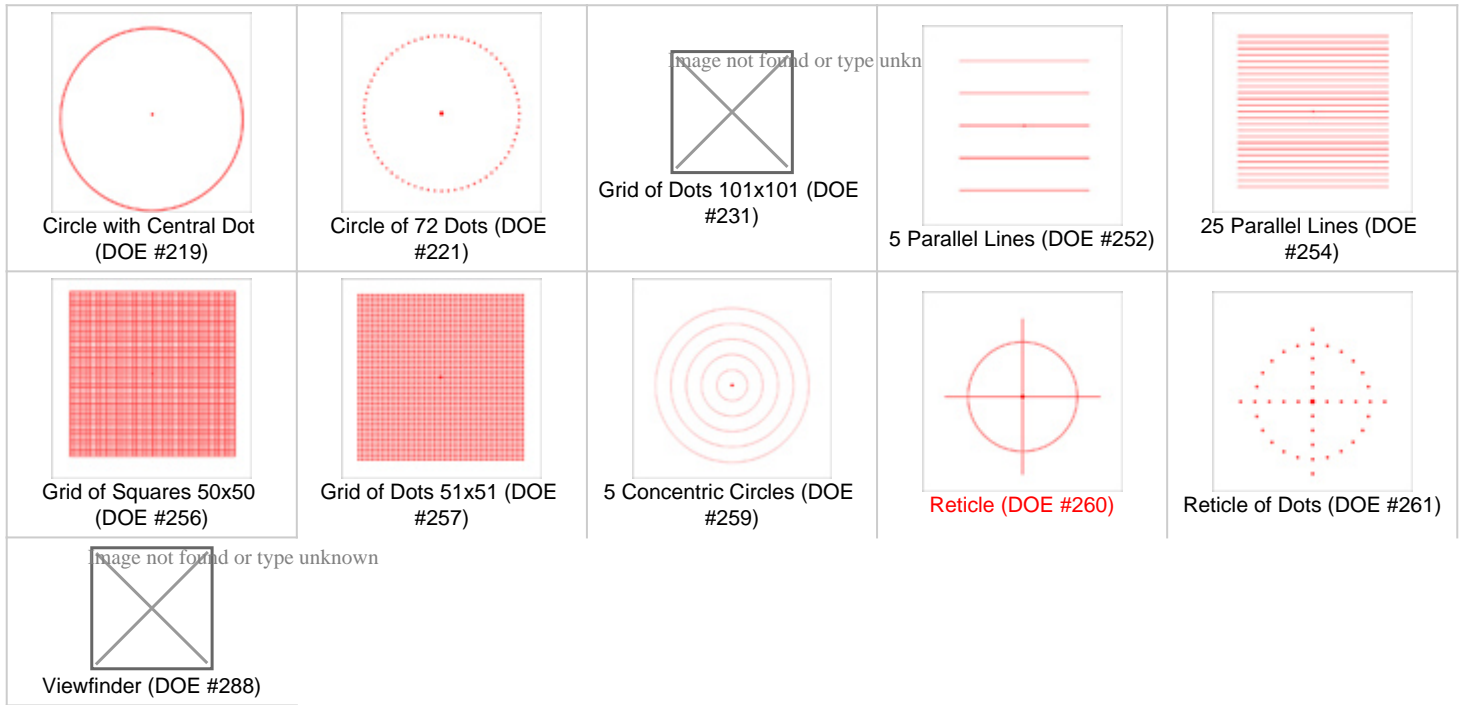 Circle with Central Dot
(DOE #219)
Circle of 72 Dots (DOE
#221)
Image not found or type unkn
Grid of Dots 101x101 (DOE
#231)
5 Parallel Lines (DOE #252)
25 Parallel Lines (DOE
#254)
Grid of Squares 50x50
(DOE #256)
Grid of Dots 51x51 (DOE
#257)
5 Concentric Circles (DOE
#259)
Reticle (DOE #260)
Reticle of Dots (DOE #261)
Image not found or type unknown
Viewfinder (DOE #288)